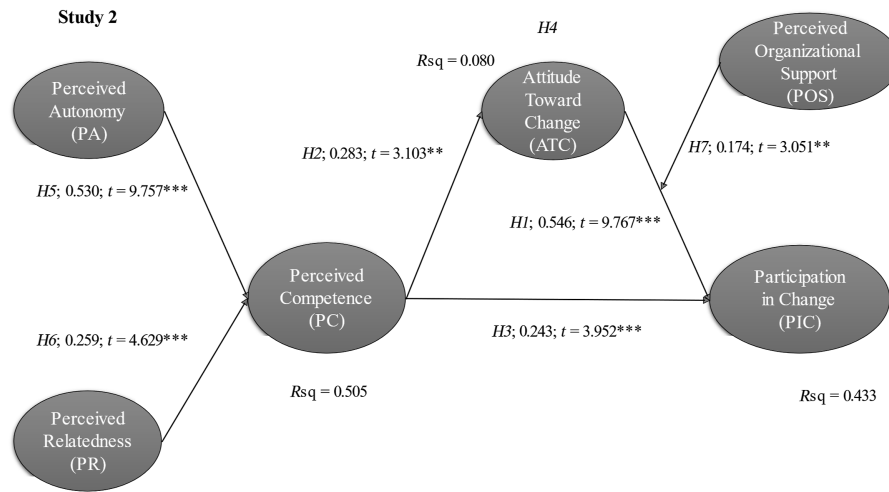 Study 2
H4
Perceived
Organizational
Support
(POS)
Rsq = 0.080
Attitude
Toward
Change
(ATC)
Perceived
Autonomy
(PA)
H2; 0.283; t = 3.103**
H7; 0.174; t = 3.051**
H5; 0.530; t = 9.757***
H1; 0.546; t = 9.767***
Perceived
Competence
(PC)
Participation
in Change
(PIC)
H6; 0.259; t = 4.629***
H3; 0.243; t = 3.952***
Rsq = 0.505
Rsq = 0.433
Perceived
Relatedness
(PR)